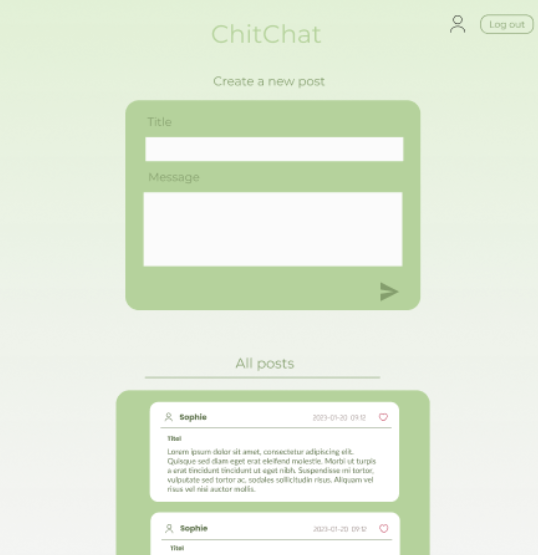 ChitChat
Log out
Create a new post
Title
Message
All posts
Sophie 2023-01-20 09:12
Titel
Lorem ipsum dolor sit amet, consectetur adipiscing elit.
Quisque sed diam eget erat eleifend molestie. Morbi ut turpis
a erat tincidunt tincidunt ut eget nibh. Suspendisse mi tortor,
vulputate sed tortor ac, sodales sollicitudin risus. Aliquam vel
risus vel nisi auctor mollis.
Sophie 2023-01-20 09:12
Titel